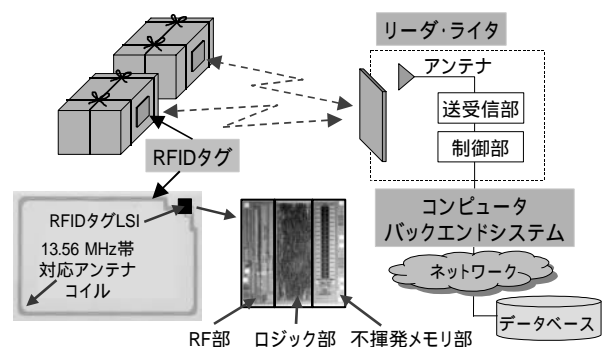 リーダ・ライタ
アンテナ
送受信部
制御部
RFIDタグ
RFIDタグLSI
13.56 MHz帯
対応アンテナ
コイル
コンピュータ
バックエンドシステム
ネットワーク
データベース
RF部
ロジック部
不揮発メモリ部